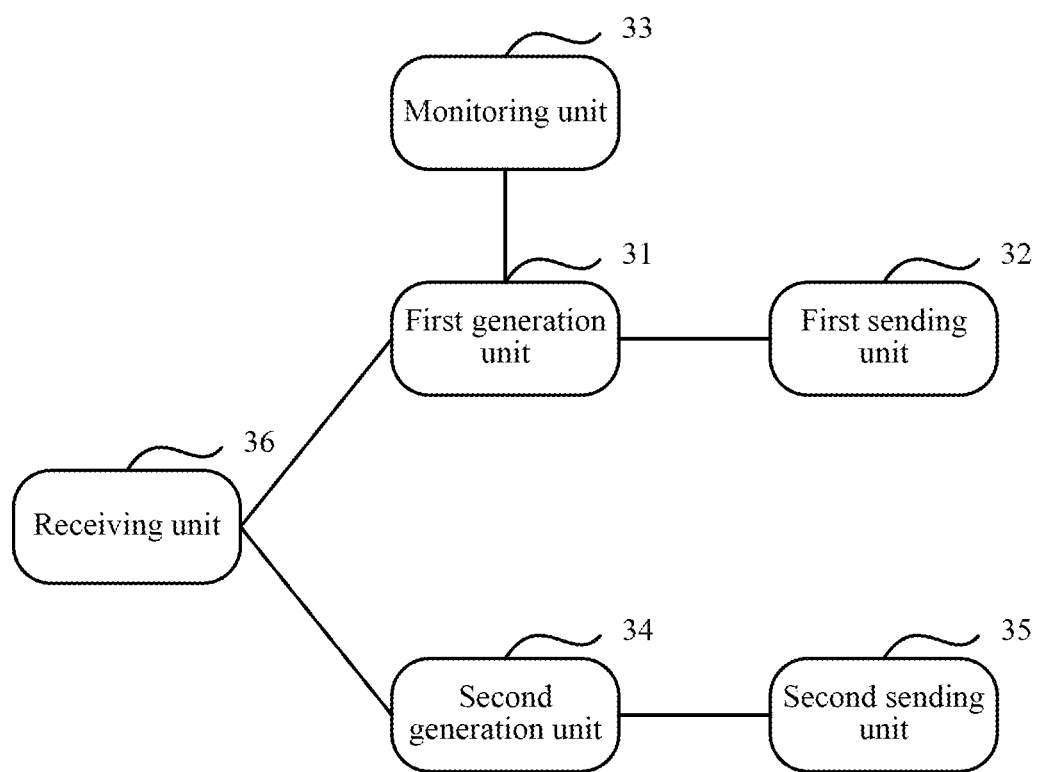 33
Monitoring unit
31
32
First generation
unit
First sending
unit
36
Receiving unit
34
35
Second
generation unit
Second sending
unit